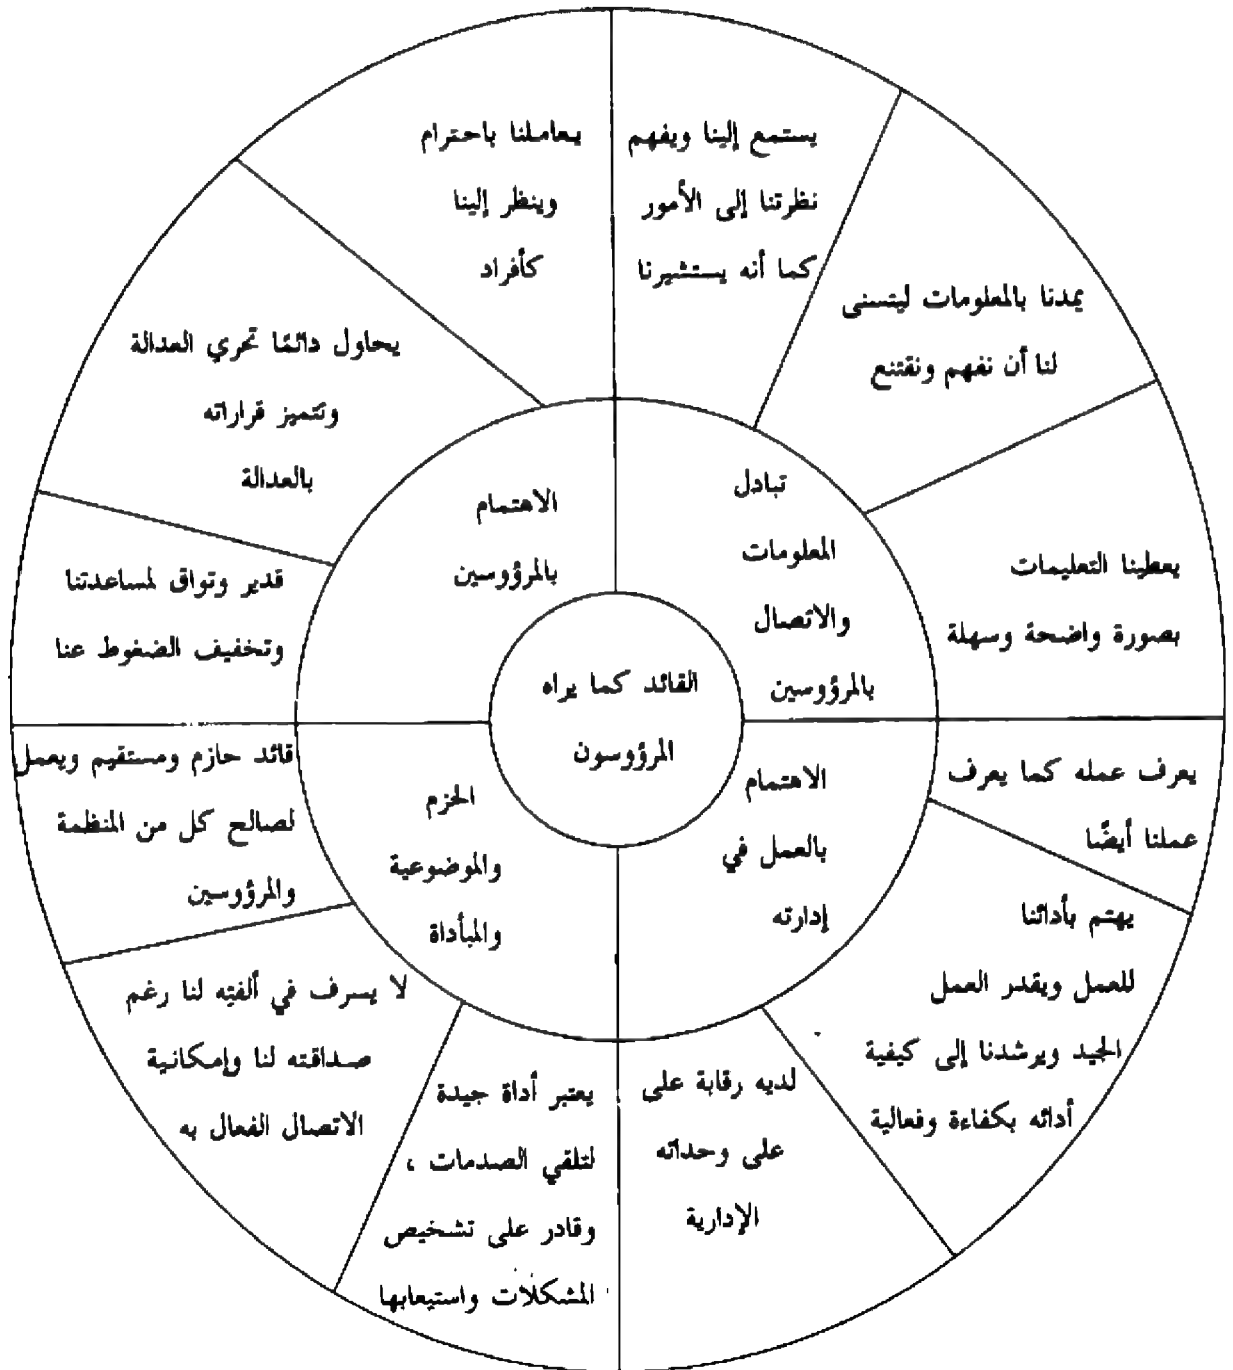 القائد كما يراه
المرؤوسون
تبادل
المعلومات
والاتصال
بالمرؤوسين
يستمع إلينا ويفهم
نظرتنا إلى الأمور
كما أنه يستشيرنا
يمدنا بالمعلومات ليتسنى
لنا أن نفهم ونقتنع
يعطينا التعليمات
بصورة واضحة وسهلة
الاهتمام
بالعمل في
إدارته
يعرف عمله كما يعرف
عملنا أيضًا
يهتم بأدائنا
للعمل ويقدر العمل
الجيد ويرشدنا إلى كيفية
أدائه بكفاءة وفعالية
لديه رقابة على
على وحداته
الإدارية
الحزم
والموضوعية
والمبأداة
يعتبر أداة جيدة
لتلقي الصدمات ،
وقادر على تشخيص
المشكلات واستيعابها
لا يسرف في ألفته لنا رغم
صداقته لنا وإمكانية
الاتصال الفعال به
قائد حازم ومستقيم ويعمل
لصالح كل من المنظمة
والمرؤوسين
الاهتمام
بالمرؤوسين
قدير وتواق لمساعدتنا
وتخفيف الضغوط عنا
يحاول دائمًا تحري العدالة
وتتميز قراراته
بالعدالة
يعاملنا باحترام
وينظر إلينا
كأفراد